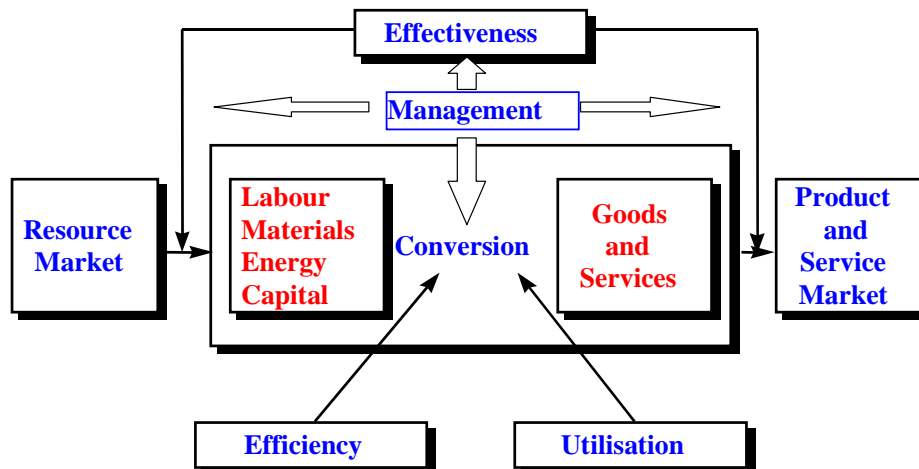 Effectiveness
Management
Resource
Market
Labour
Materials
Energy
Capital
Conversion
Goods
and
Services
Product
and
Service
Market
Efficiency
Utilisation